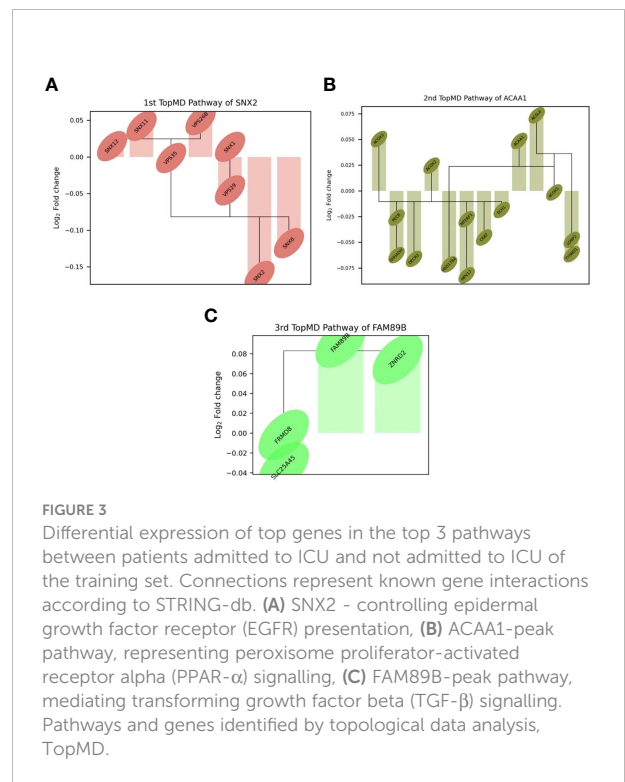 A
1st TopMD Pathway of SNX2
Log₂ Fold change
0.05
0.00
−0.05
−0.10
−0.15
SNX12
SNX11
VPS35
VPS26B
SNX1
VPS29
SNX2
SNX6
B
2nd TopMD Pathway of ACAA1
Log₂ Fold change
0.075
0.050
0.025
0.000
−0.025
−0.050
−0.075
C
3rd TopMD Pathway of FAM89B
Log₂ Fold change
0.08
0.06
0.04
0.02
0.00
−0.02
−0.04
FAM89B
ZNRD2
FRMD8
SLC25A45
FIGURE 3
Differential expression of top genes in the top 3 pathways
between patients admitted to ICU and not admitted to ICU of
the training set. Connections represent known gene interactions
according to STRING-db. (A) SNX2 - controlling epidermal
growth factor receptor (EGFR) presentation, (B) ACAA1-peak
pathway, representing peroxisome proliferator-activated
receptor alpha (PPAR-α) signalling, (C) FAM89B-peak pathway,
mediating transforming growth factor beta (TGF-β) signalling.
Pathways and genes identified by topological data analysis,
TopMD.